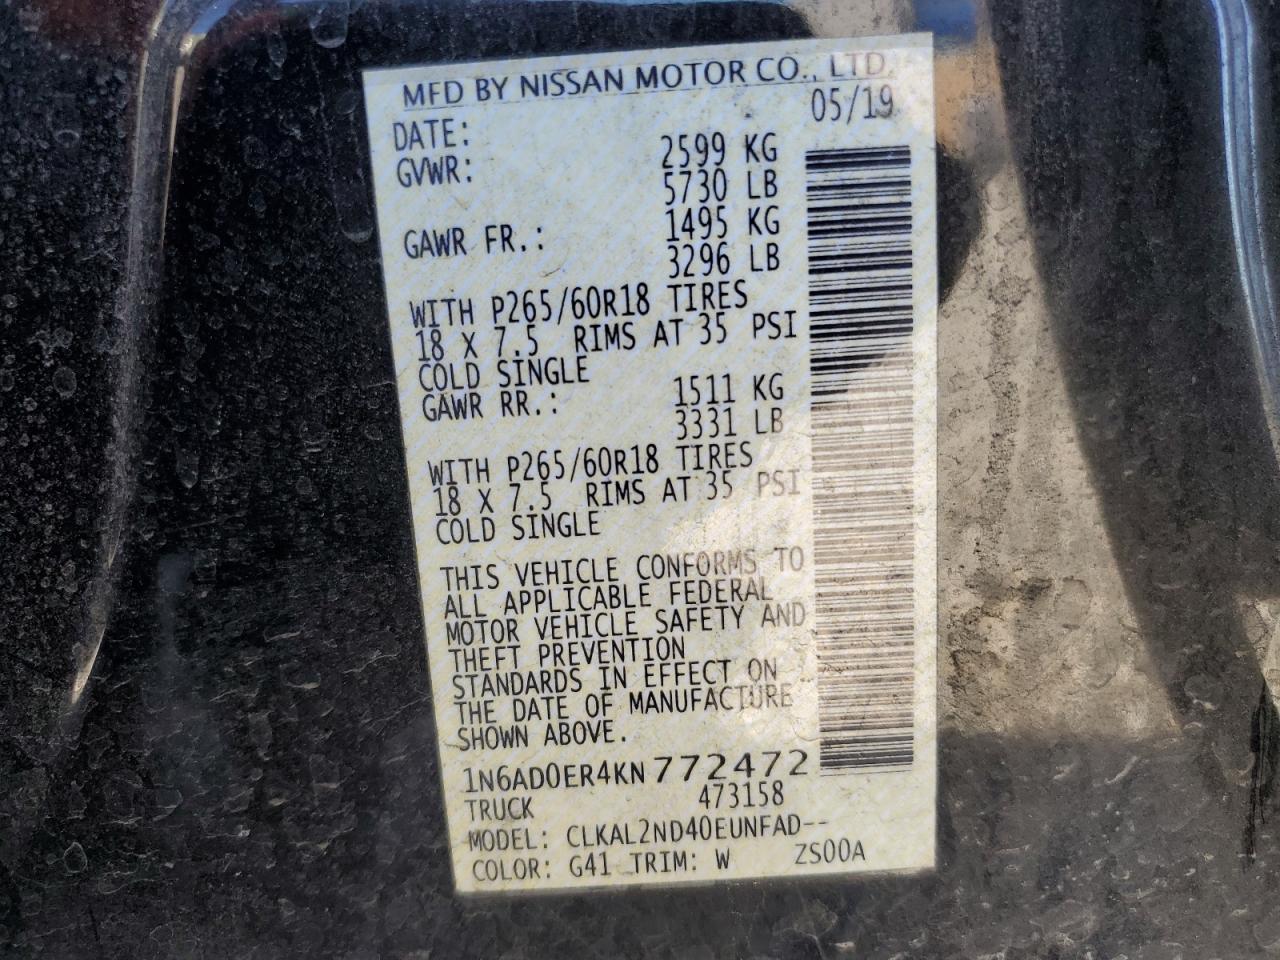 MFD BY NISSAN MOTOR CO., LTD.
DATE: 05/19
GVWR: 2599 KG
5730 LB
GAWR FR.: 1495 KG
3296 LB
WITH P265/60R18 TIRES
18 X 7.5 RIMS AT 35 PSI
COLD SINGLE
GAWR RR.: 1511 KG
3331 LB
WITH P265/60R18 TIRES
18 X 7.5 RIMS AT 35 PSI
COLD SINGLE
THIS VEHICLE CONFORMS TO
ALL APPLICABLE FEDERAL
MOTOR VEHICLE SAFETY AND
THEFT PREVENTION
STANDARDS IN EFFECT ON
THE DATE OF MANUFACTURE
SHOWN ABOVE.
1N6AD0ER4KN772472
TRUCK 473158
MODEL: CLKAL2ND40EUNFAD--
COLOR: G41 TRIM: W ZS00A